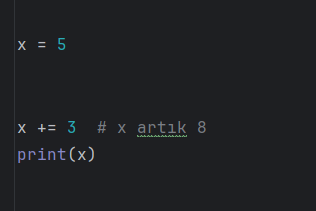 x = 5
x += 3  # x artık 8
print(x)